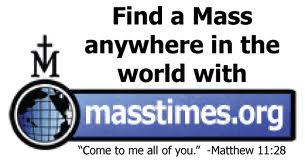 Find a Mass
anywhere in the
world with
masstimes.org
“Come to me all of you.” -Matthew 11:28